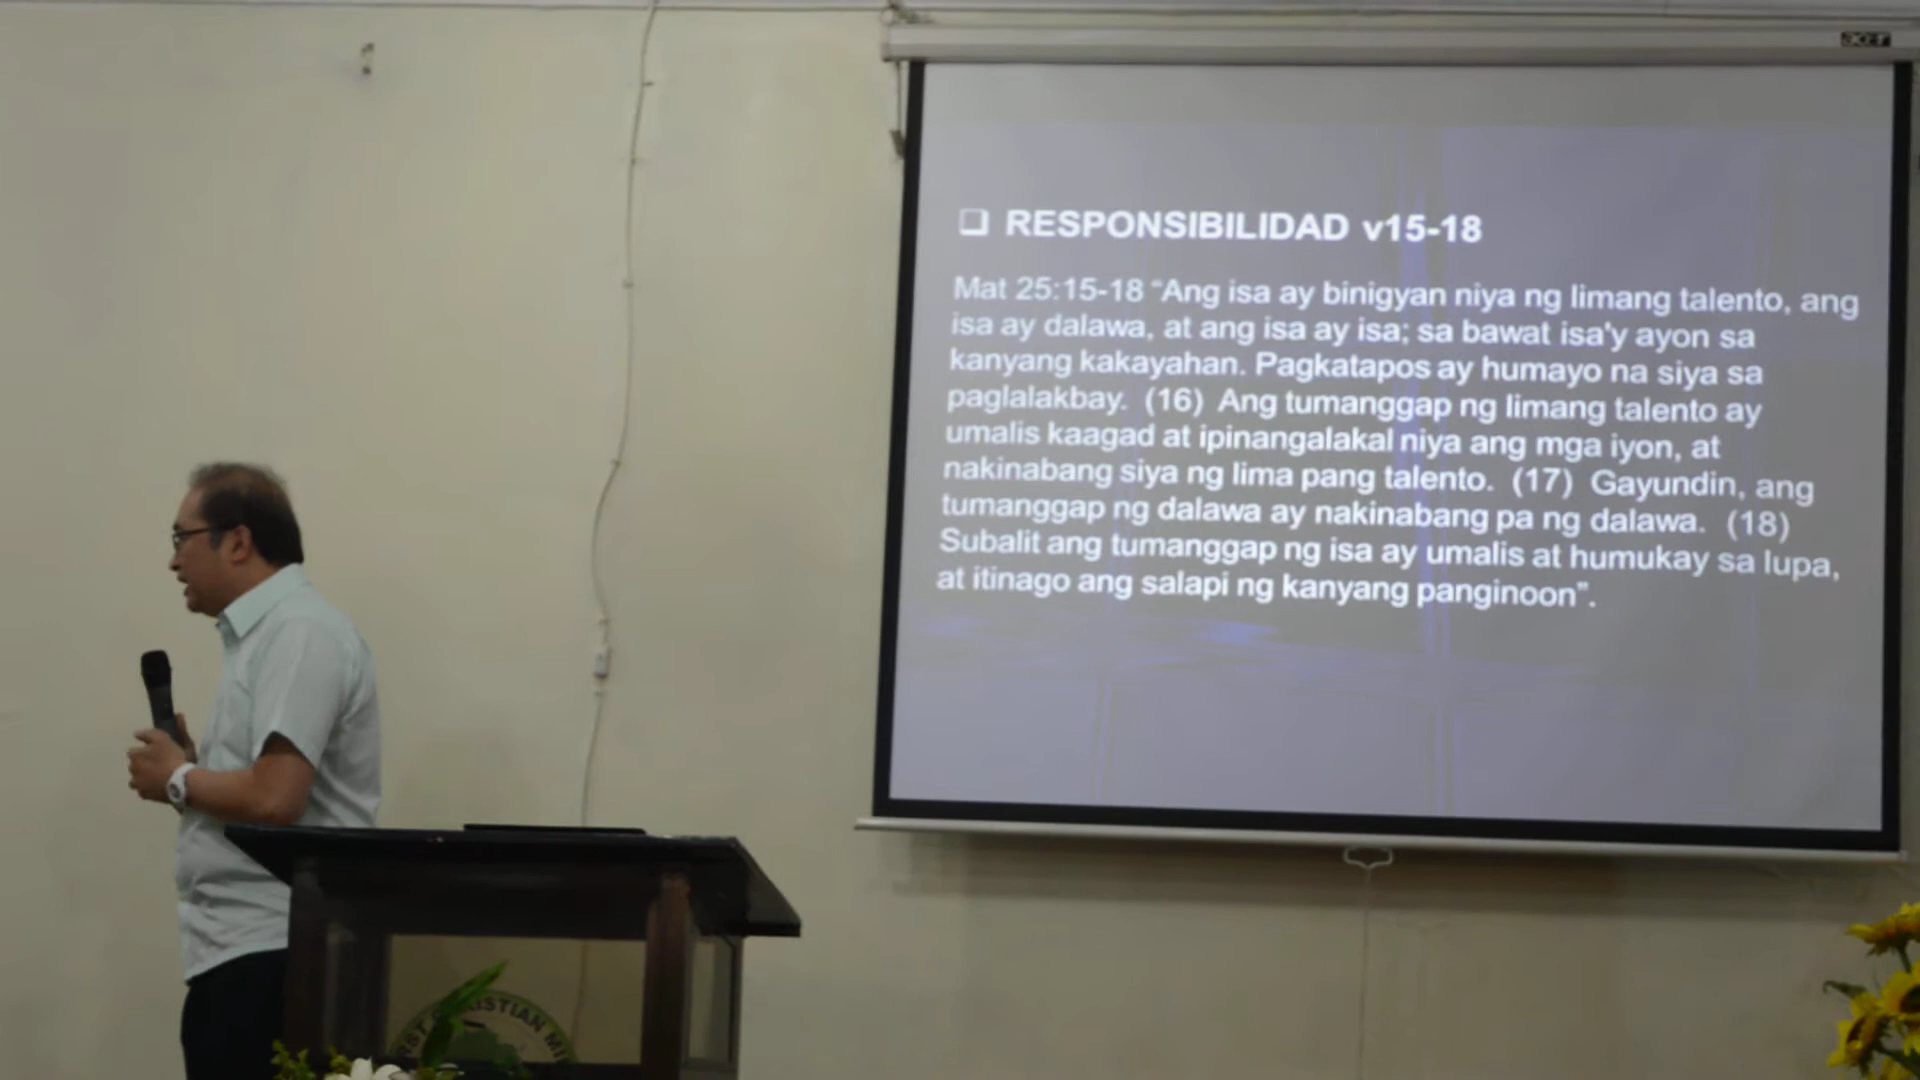 acer
RESPONSIBILIDAD v15-18
Mat 25:15-18 “Ang isa ay binigyan niya ng limang talento, ang
isa ay dalawa, at ang isa ay isa; sa bawat isa'y ayon sa
kanyang kakayahan. Pagkatapos ay humayo na siya sa
paglalakbay. (16) Ang tumanggap ng limang talento ay
umalis kaagad at ipinangalakal niya ang mga iyon, at
nakinabang siya ng lima pang talento. (17) Gayundin, ang
tumanggap ng dalawa ay nakinabang pa ng dalawa. (18)
Subalit ang tumanggap ng isa ay umalis at humukay sa lupa,
at itinago ang salapi ng kanyang panginoon”.